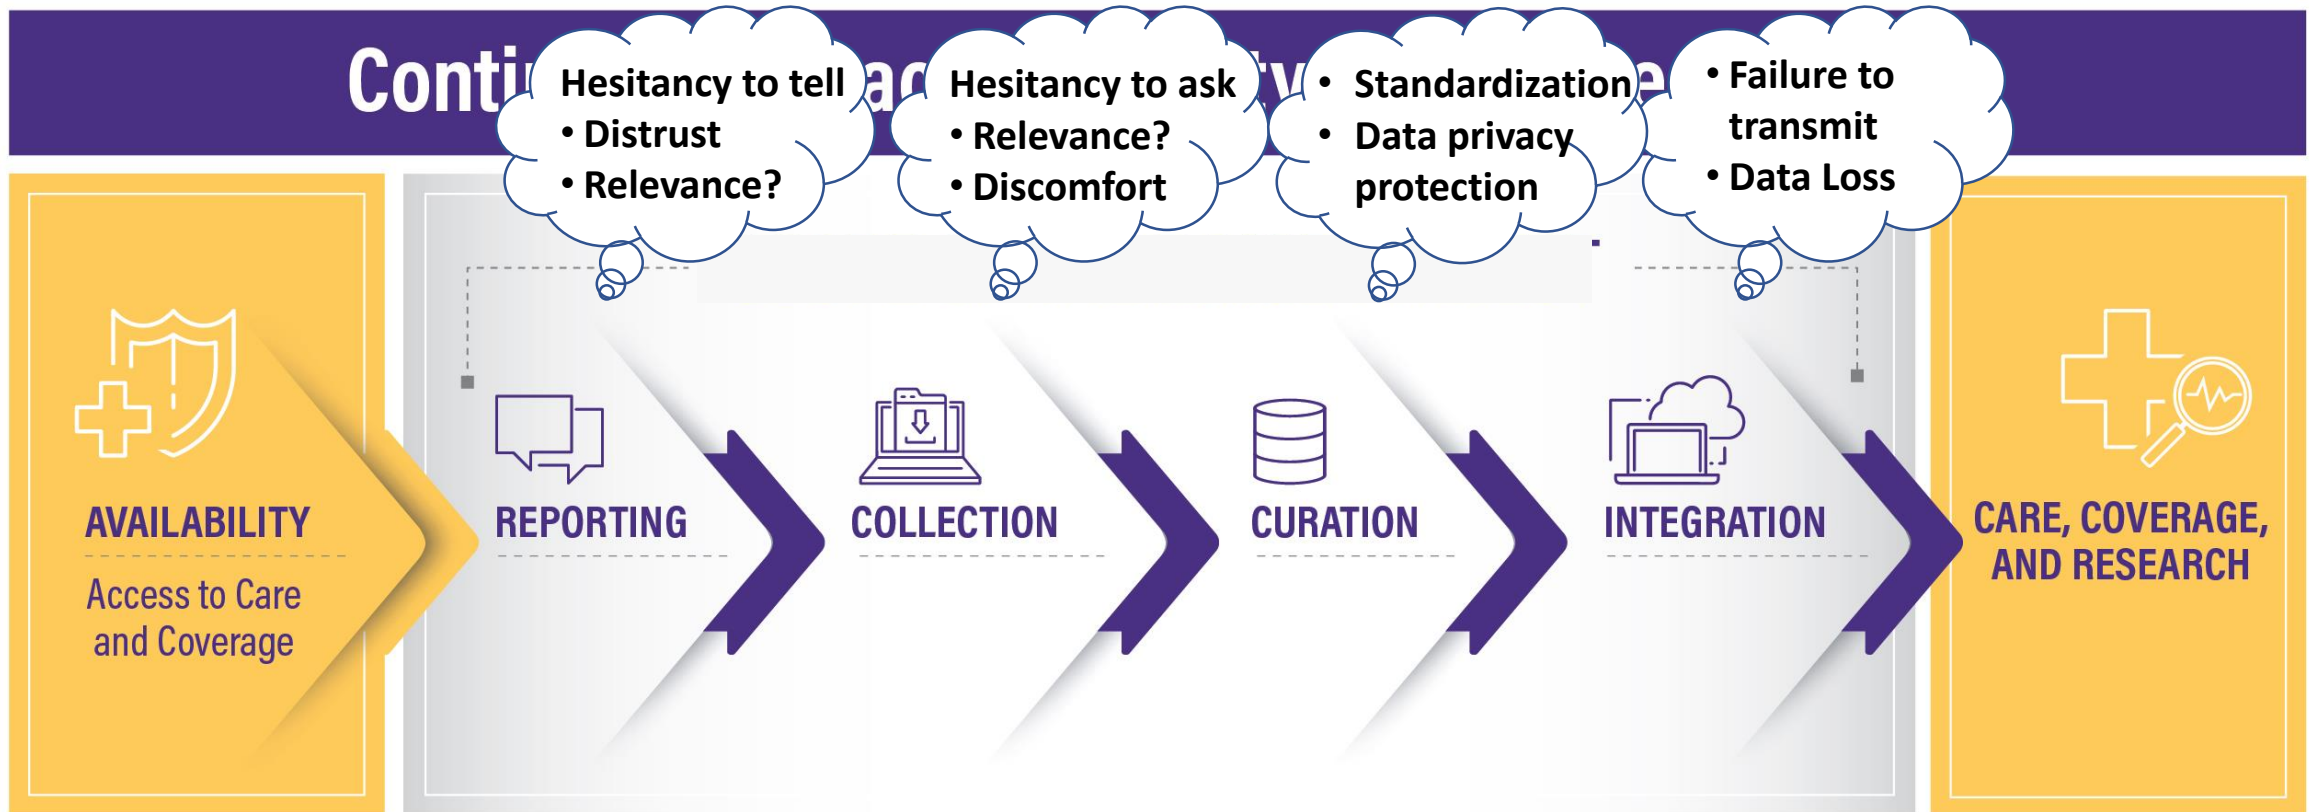 Hesitancy to tell
• Distrust
• Relevance?
Hesitancy to ask
• Relevance?
• Discomfort
• Standardization
• Data privacy
protection
• Failure to
transmit
• Data Loss
AVAILABILITY
Access to Care
and Coverage
REPORTING
COLLECTION
CURATION
INTEGRATION
CARE, COVERAGE,
AND RESEARCH